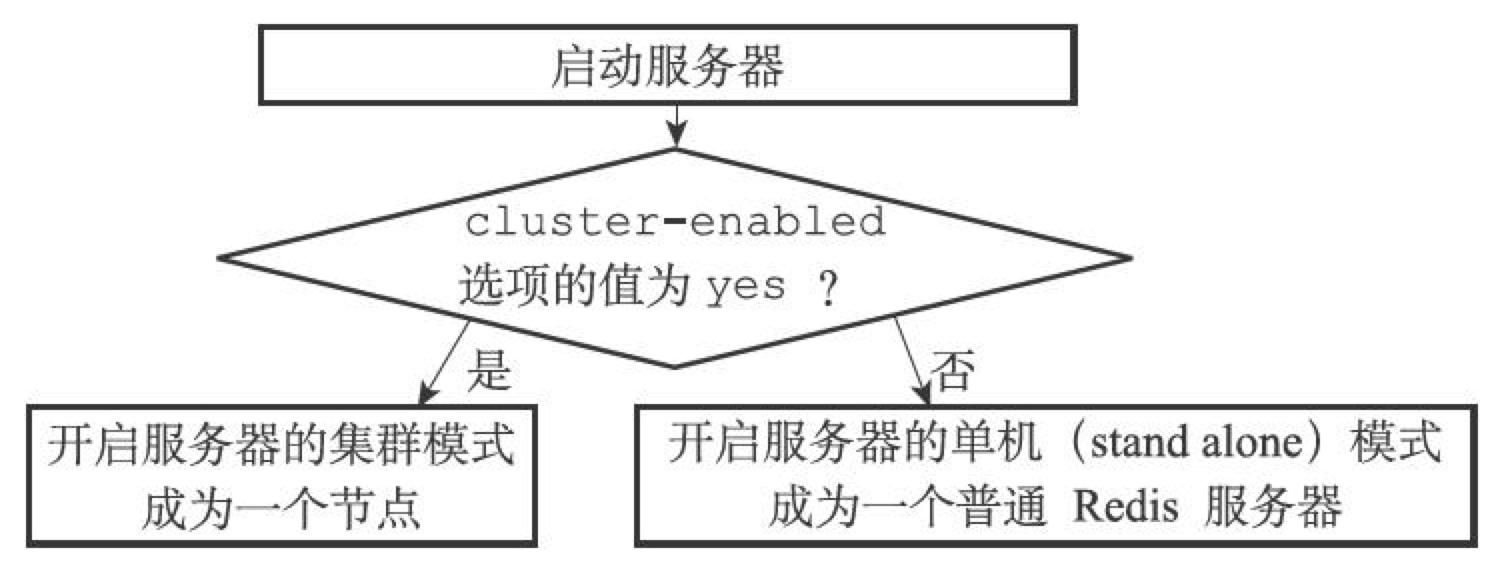 启动服务器
cluster-enabled
选项的值为 yes ?
是
否
开启服务器的集群模式
成为一个节点
开启服务器的单机（stand alone）模式
成为一个普通 Redis 服务器